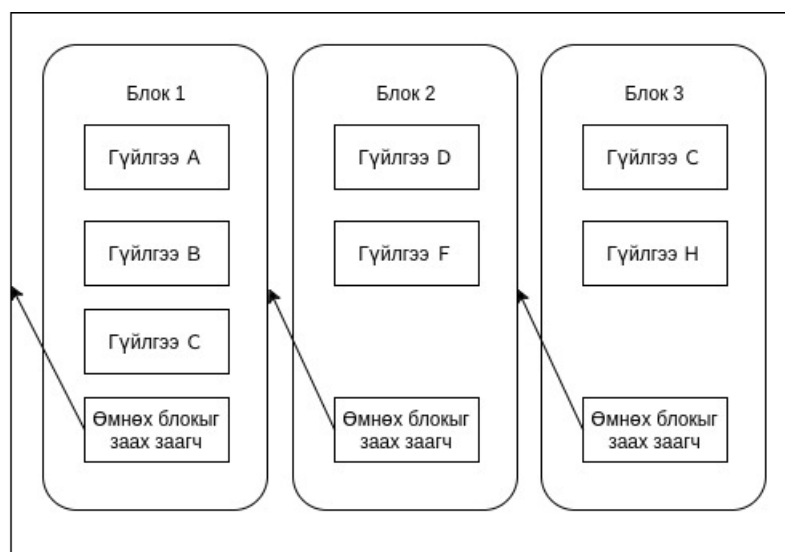 Блок 1
Гүйлгээ A
Гүйлгээ B
Гүйлгээ C
Өмнөх блокыг
заах заагч
Блок 2
Гүйлгээ D
Гүйлгээ F
Өмнөх блокыг
заах заагч
Блок 3
Гүйлгээ C
Гүйлгээ H
Өмнөх блокыг
заах заагч